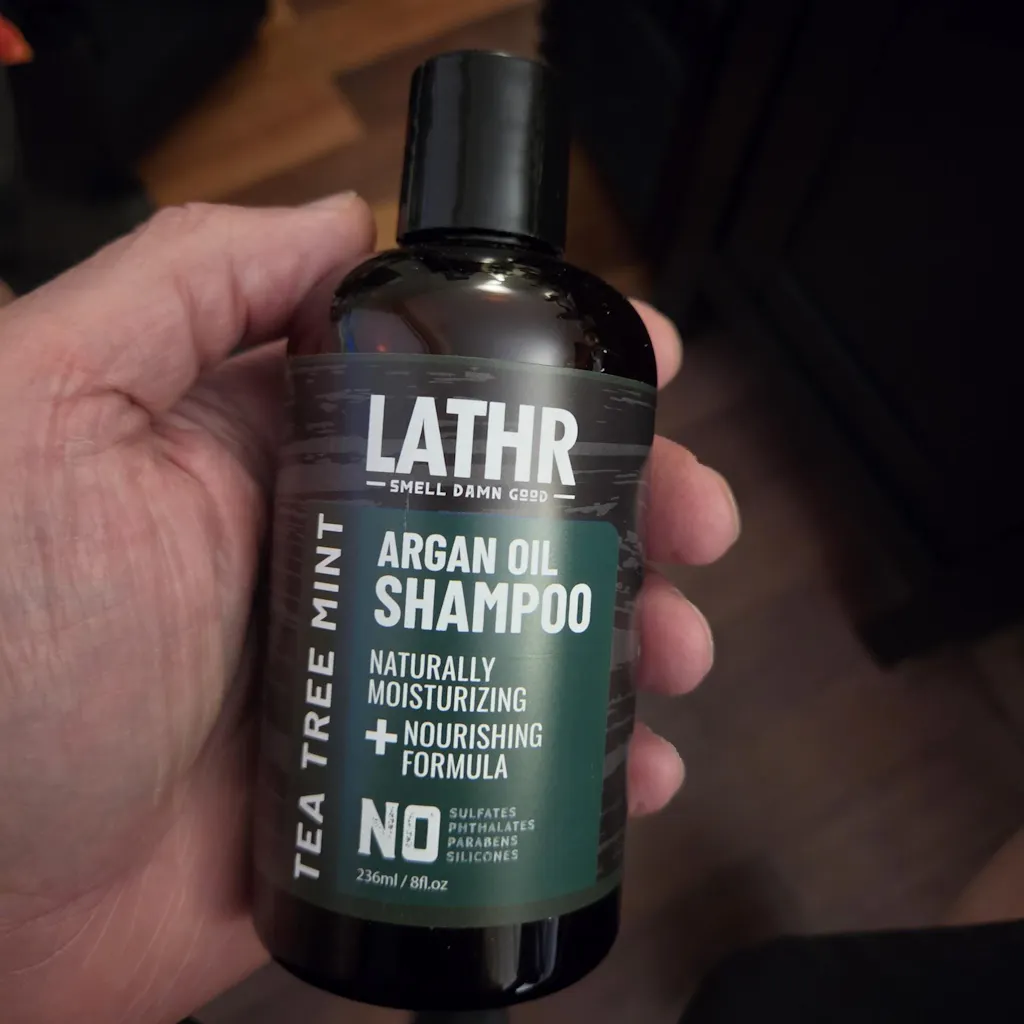 LATHR
SMELL DAMN GOOD
TEA TREE MINT
ARGAN OIL
SHAMPOO
NATURALLY
MOISTURIZING
+ NOURISHING
FORMULA
NO
SULFATES
PHTHALATES
PARABENS
SILICONES
236ml / 8fl.oz